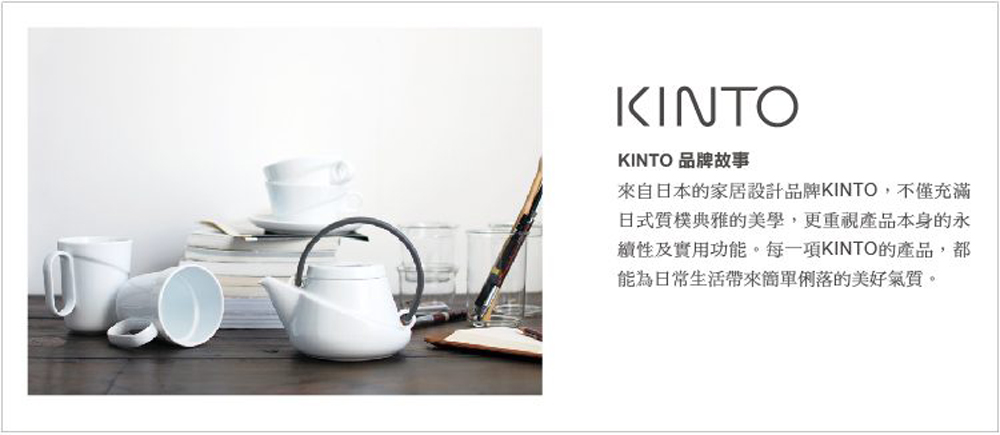 KINTO
KINTO 品牌故事
來自日本的家居設計品牌KINTO，不僅充滿
日式質樸典雅的美學，更重視產品本身的永
續性及實用功能。每一項KINTO的產品，都
能為日常生活帶來簡單俐落的美好氣質。